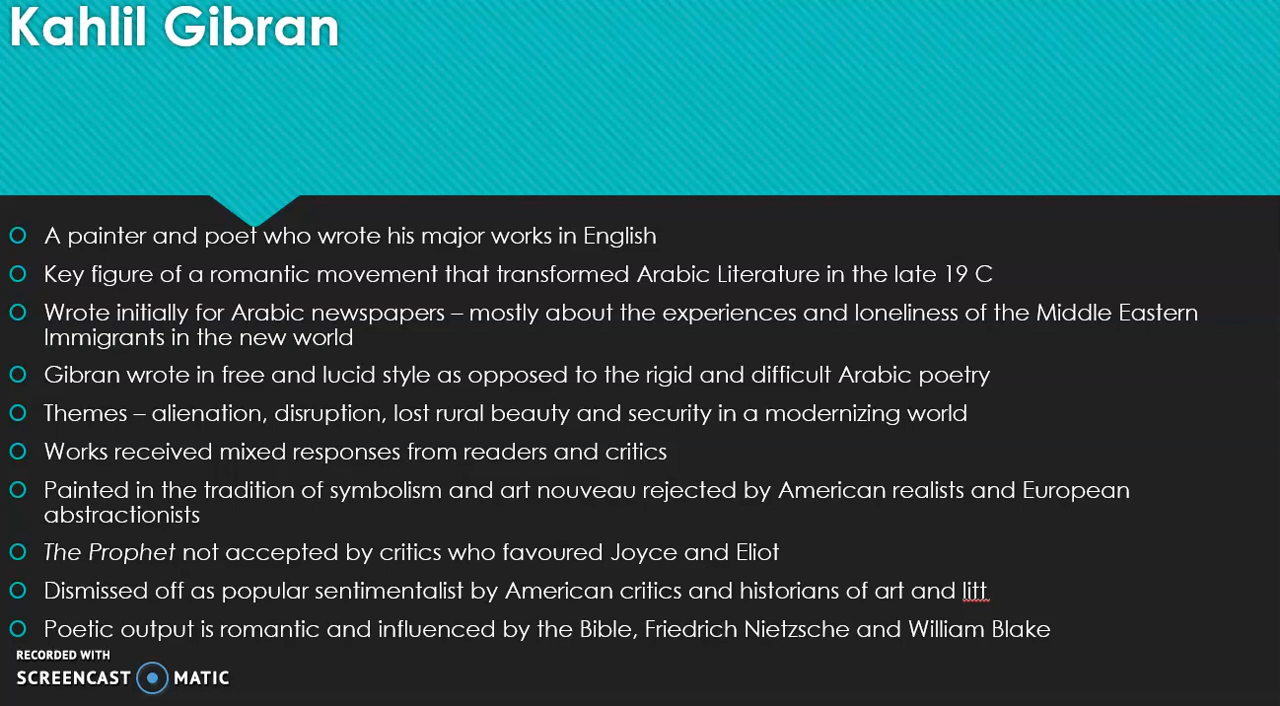 Kahlil Gibran
A painter and poet who wrote his major works in English
Key figure of a romantic movement that transformed Arabic Literature in the late 19 C
Wrote initially for Arabic newspapers – mostly about the experiences and loneliness of the Middle Eastern
Immigrants in the new world
Gibran wrote in free and lucid style as opposed to the rigid and difficult Arabic poetry
Themes – alienation, disruption, lost rural beauty and security in a modernizing world
Works received mixed responses from readers and critics
Painted in the tradition of symbolism and art nouveau rejected by American realists and European
abstractionists
The Prophet not accepted by critics who favoured Joyce and Eliot
Dismissed off as popular sentimentalist by American critics and historians of art and litt
Poetic output is romantic and influenced by the Bible, Friedrich Nietzsche and William Blake
RECORDED WITH
SCREENCAST MATIC